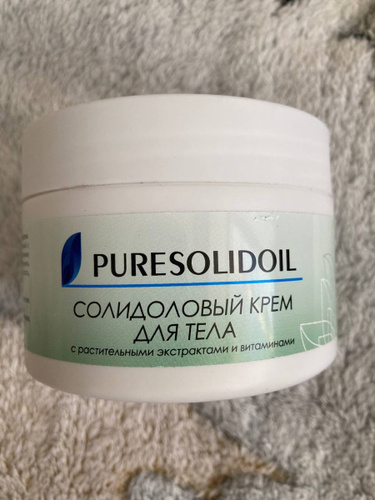 PURESOLIDOIL
СОЛИДОЛОВЫЙ КРЕМ
ДЛЯ ТЕЛА
с растительными экстрактами и витаминами